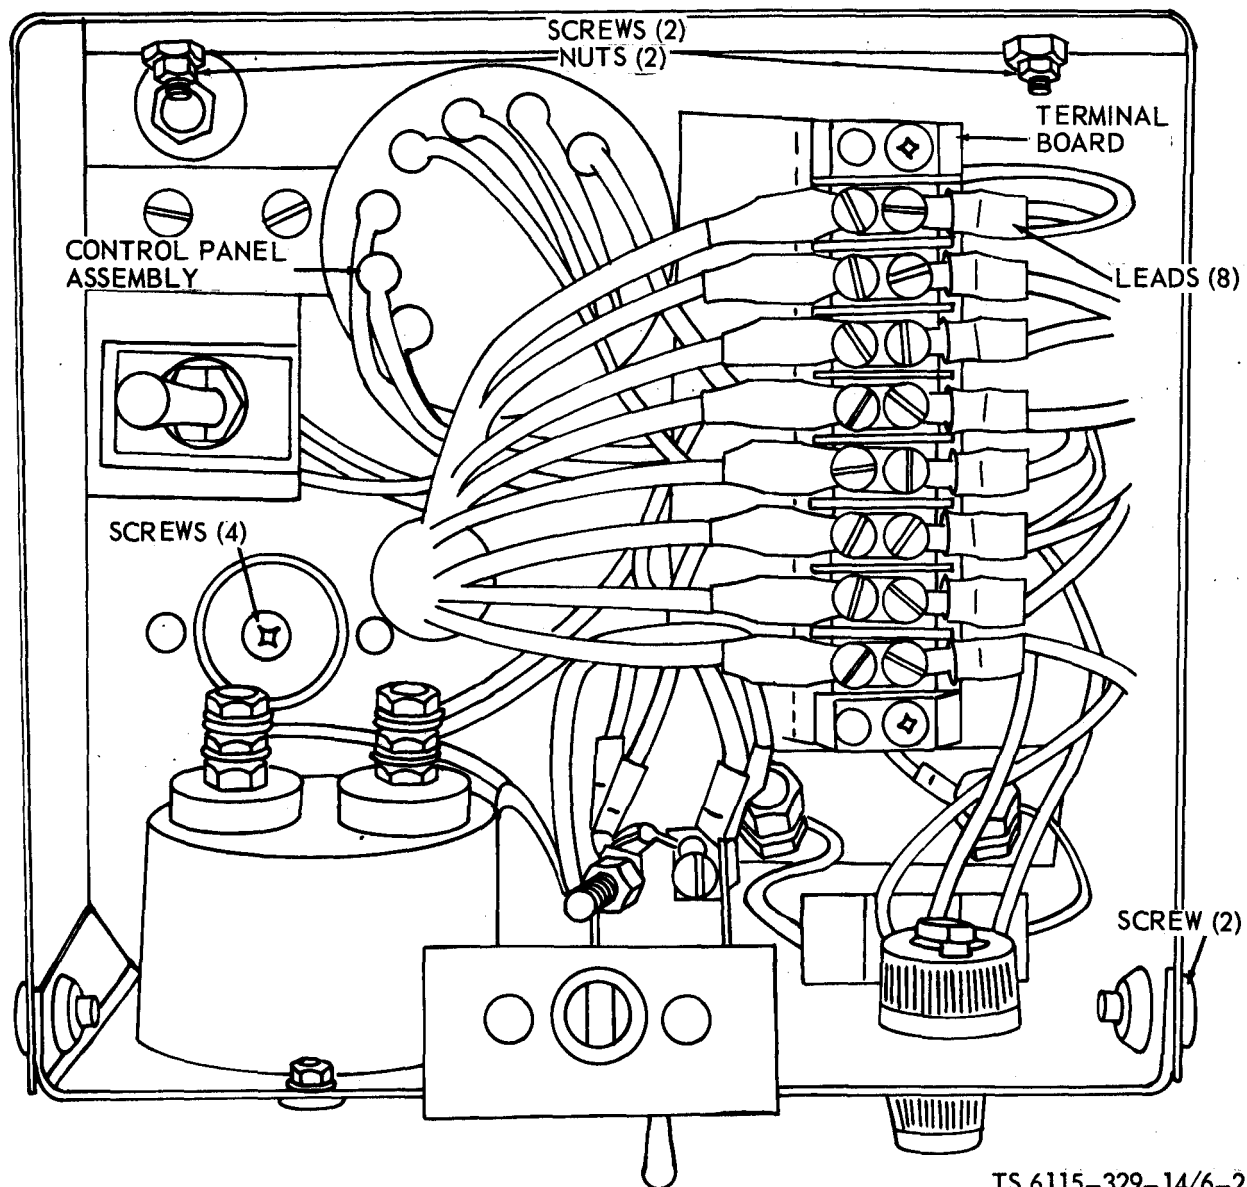 SCREWS (2)
NUTS (2)
TERMINAL
BOARD
CONTROL PANEL
ASSEMBLY
LEADS (8)
SCREWS (4)
SCREW (2)
TS 6115-329-14/6-2